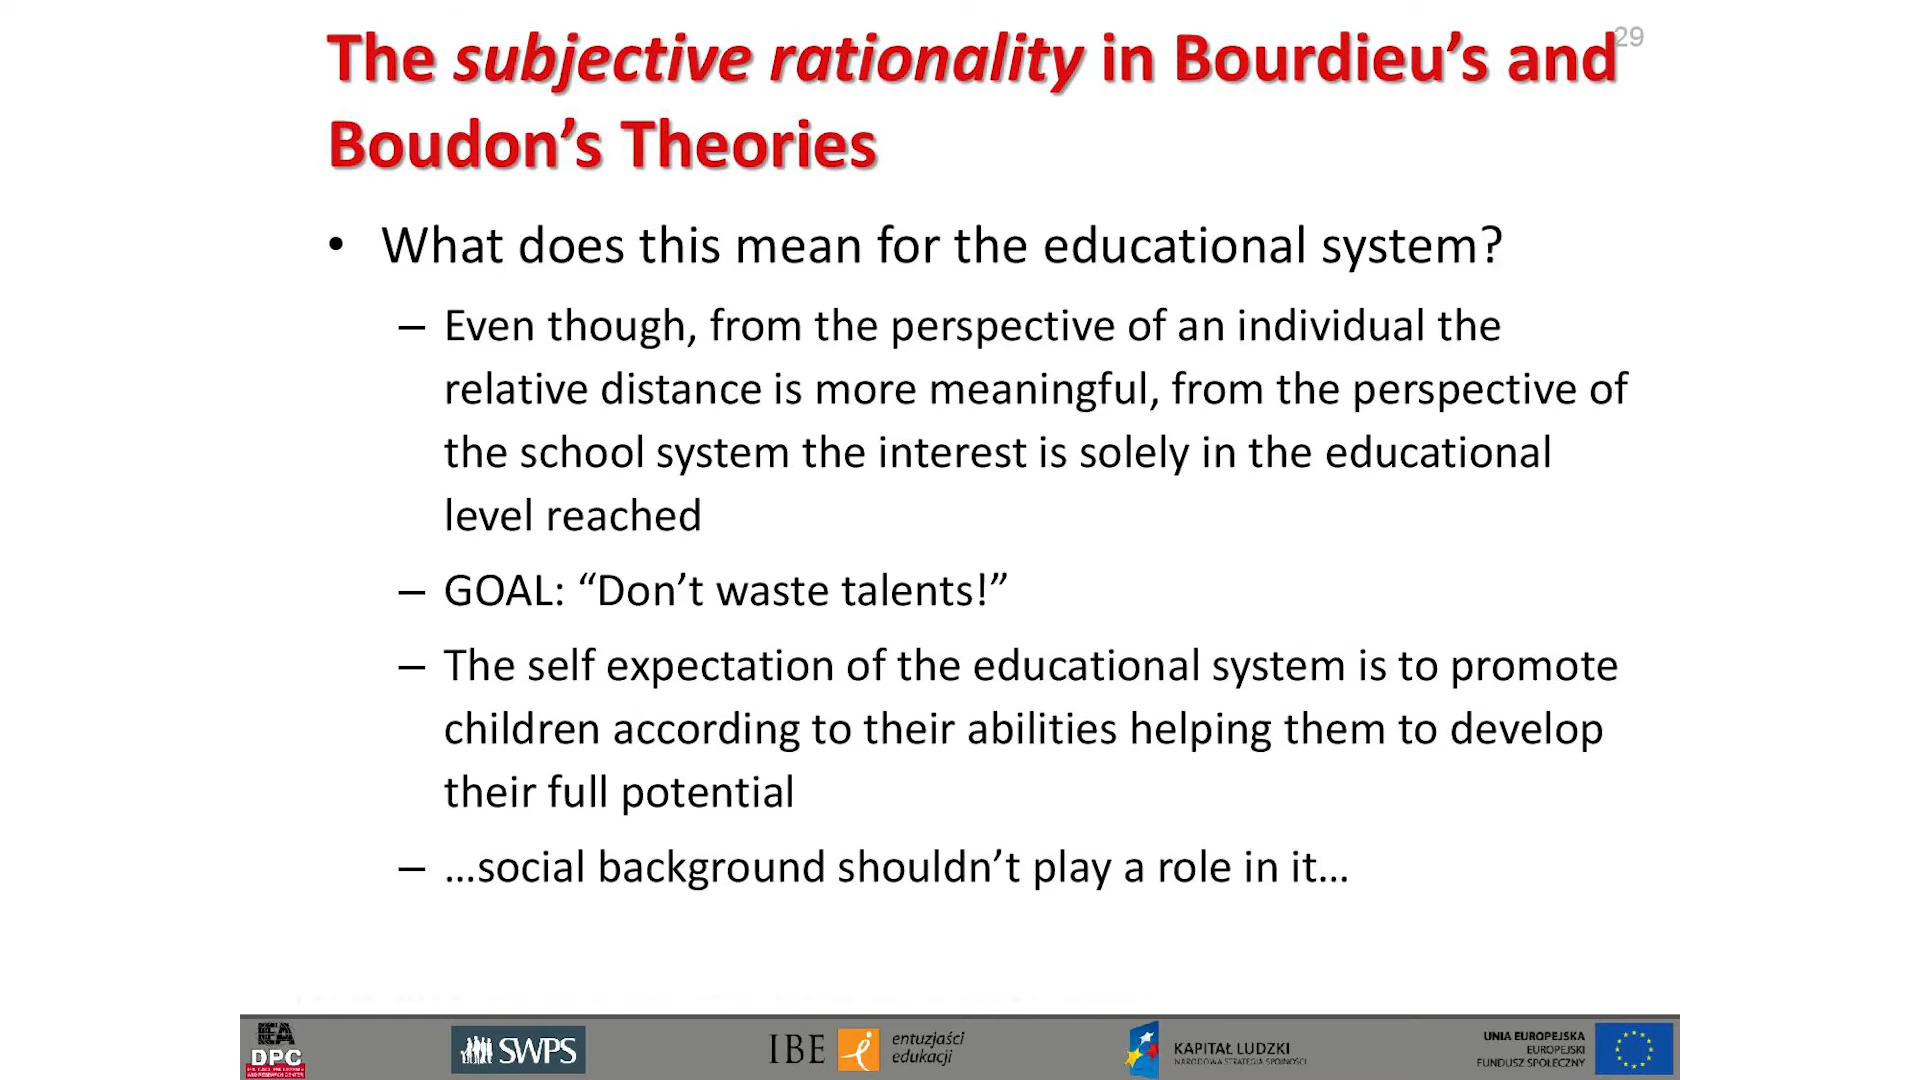 29
The subjective rationality in Bourdieu's and
Boudon's Theories
• What does this mean for the educational system?
– Even though, from the perspective of an individual the
relative distance is more meaningful, from the perspective of
the school system the interest is solely in the educational
level reached
– GOAL: “Don't waste talents!”
– The self expectation of the educational system is to promote
children according to their abilities helping them to develop
their full potential
– …social background shouldn't play a role in it…
IEA
DPC
SWPS
IBE
entuzjaści
edukacji
KAPITAŁ LUDZKI
NARODOWA STRATEGIA SPÓJNOŚCI
UNIA EUROPEJSKA
EUROPEJSKI
FUNDUSZ SPOŁECZNY